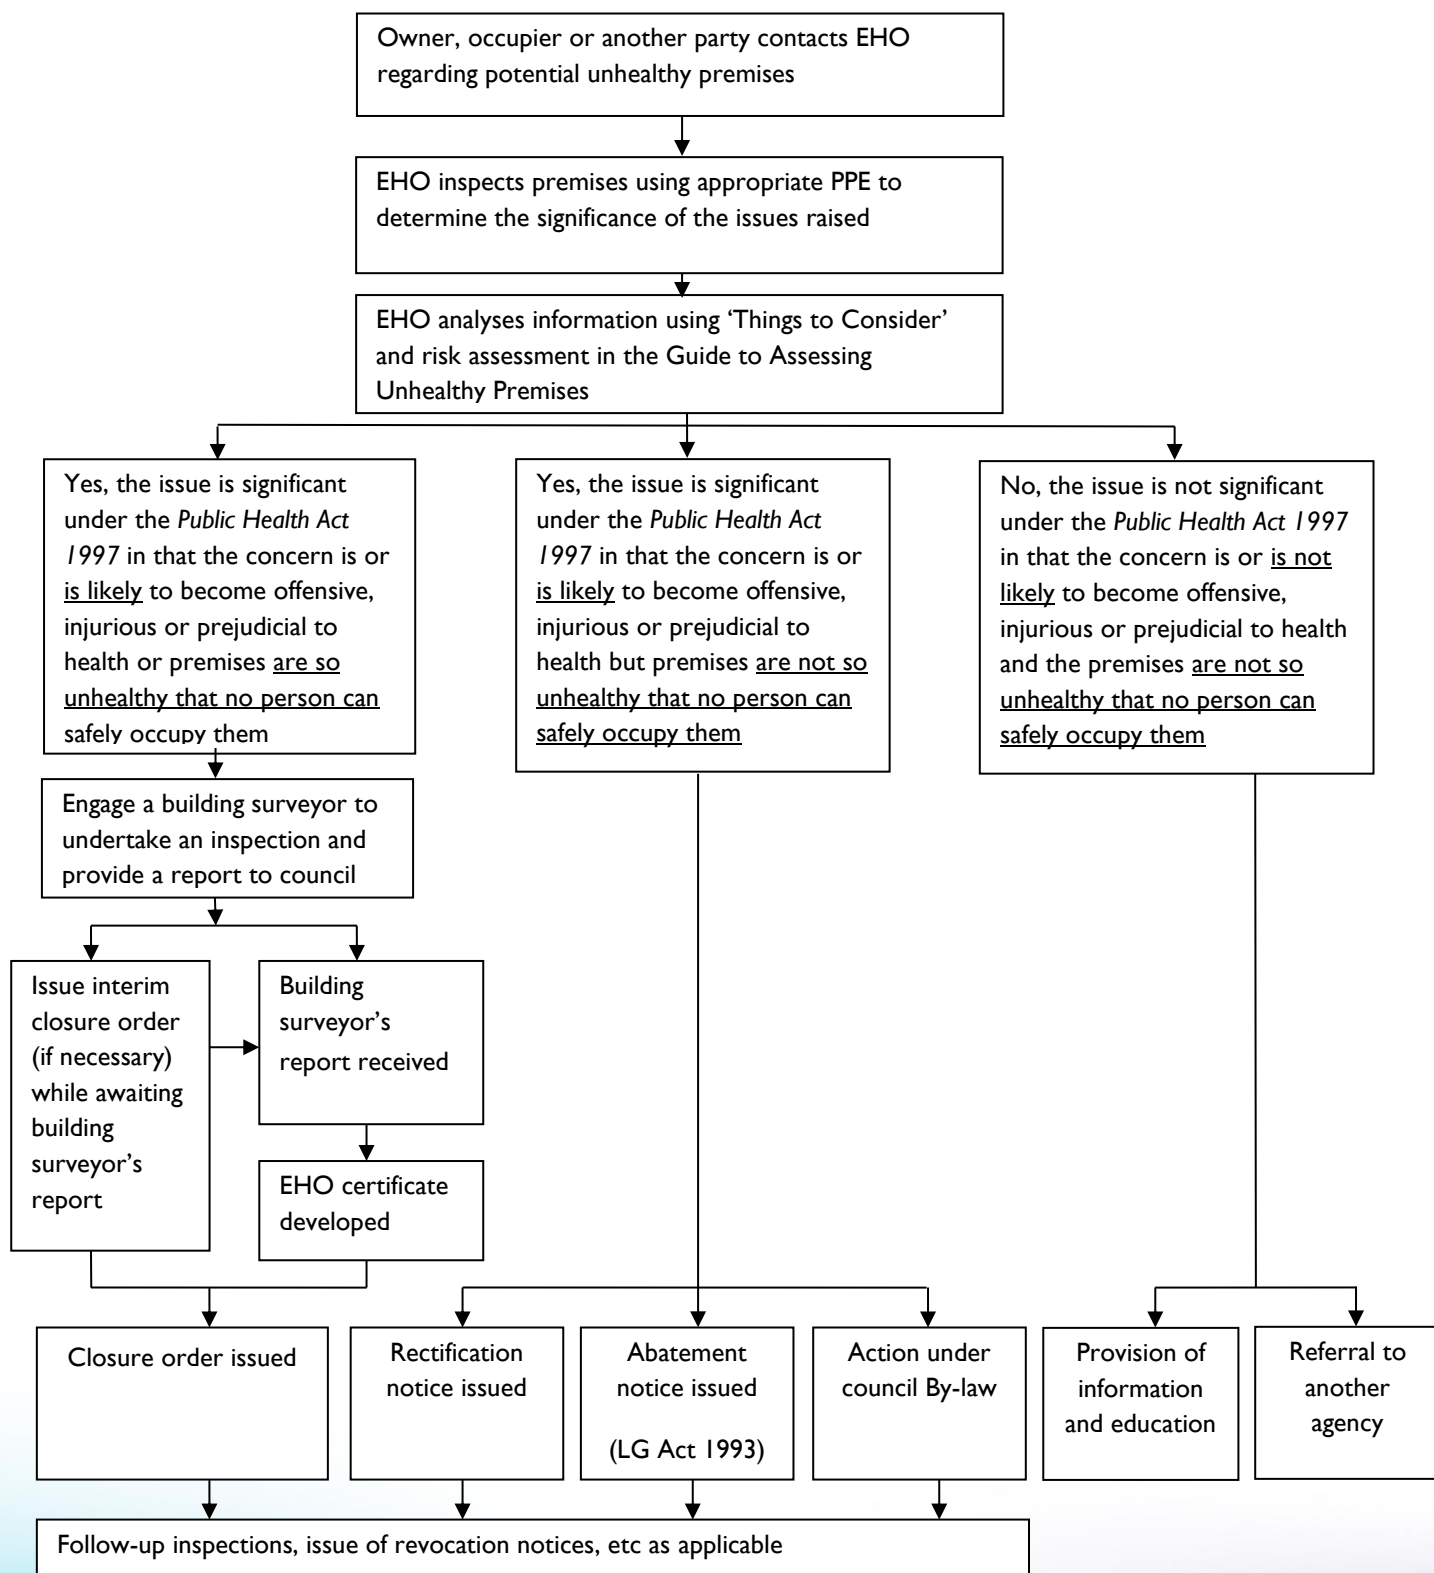 Owner, occupier or another party contacts EHO
regarding potential unhealthy premises
EHO inspects premises using appropriate PPE to
determine the significance of the issues raised
EHO analyses information using ‘Things to Consider’
and risk assessment in the Guide to Assessing
Unhealthy Premises
Yes, the issue is significant
under the Public Health Act
1997 in that the concern is or
is likely to become offensive,
injurious or prejudicial to
health or premises are so
unhealthy that no person can
safely occupy them
Yes, the issue is significant
under the Public Health Act
1997 in that the concern is or
is likely to become offensive,
injurious or prejudicial to
health but premises are not so
unhealthy that no person can
safely occupy them
No, the issue is not significant
under the Public Health Act 1997
in that the concern is or is not
likely to become offensive,
injurious or prejudicial to health
and the premises are not so
unhealthy that no person can
safely occupy them
Engage a building surveyor to
undertake an inspection and
provide a report to council
Issue interim
closure order
(if necessary)
while awaiting
building
surveyor’s
report
Building
surveyor’s
report received
EHO certificate
developed
Closure order issued
Rectification
notice issued
Abatement
notice issued
(LG Act 1993)
Action under
council By-law
Provision of
information
and education
Referral to
another
agency
Follow-up inspections, issue of revocation notices, etc as applicable